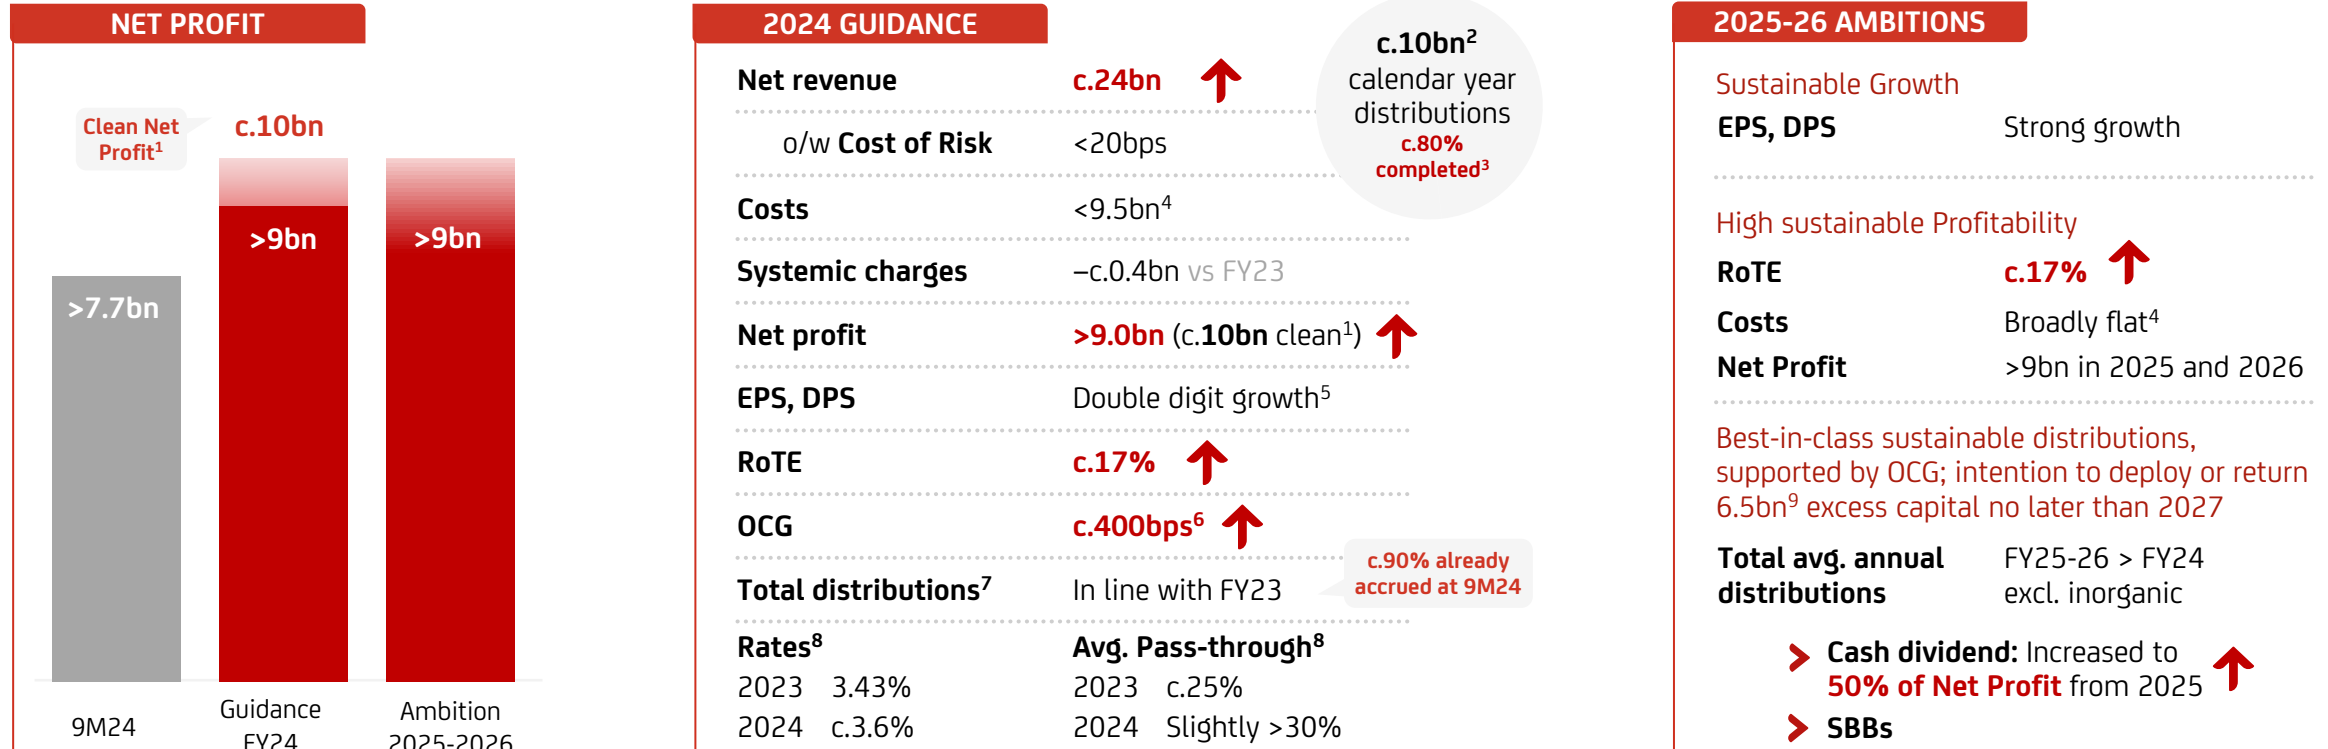 NET PROFIT
Clean Net
Profit¹
c.10bn
>7.7bn
>9bn
>9bn
9M24
Guidance
FY24
Ambition
2025-2026
2024 GUIDANCE
Net revenue c.24bn
o/w Cost of Risk <20bps
Costs <9.5bn⁴
Systemic charges –c.0.4bn vs FY23
Net profit >9.0bn (c.10bn clean¹)
EPS, DPS Double digit growth⁵
RoTE c.17%
OCG c.400bps⁶
Total distributions⁷ In line with FY23
Rates⁸ Avg. Pass-through⁸
2023 3.43% 2023 c.25%
2024 c.3.6% 2024 Slightly >30%
c.10bn²
calendar year
distributions
c.80%
completed³
c.90% already
accrued at 9M24
2025-26 AMBITIONS
Sustainable Growth
EPS, DPS Strong growth
High sustainable Profitability
RoTE c.17%
Costs Broadly flat⁴
Net Profit >9bn in 2025 and 2026
Best-in-class sustainable distributions,
supported by OCG; intention to deploy or return
6.5bn⁹ excess capital no later than 2027
Total avg. annual FY25-26 > FY24
distributions excl. inorganic
Cash dividend: Increased to
50% of Net Profit from 2025
SBBs